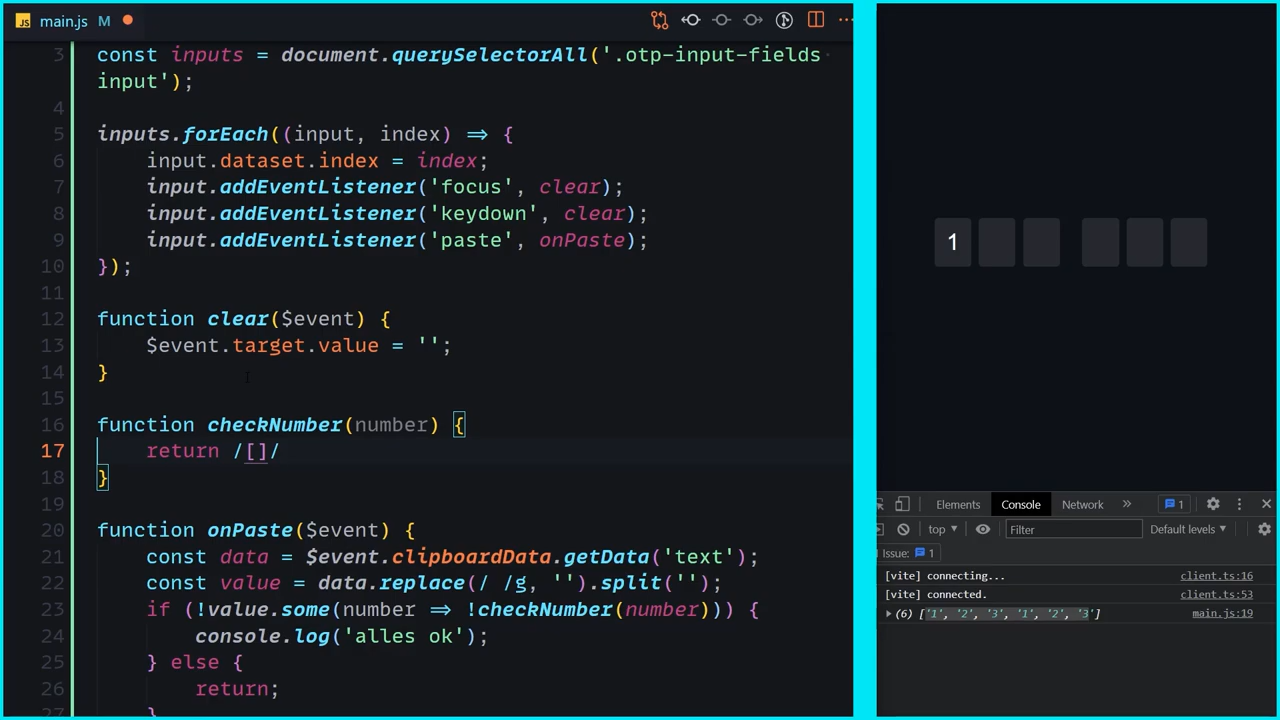 JS main.js M
3 const inputs = document.querySelectorAll('.otp-input-fields
input');
4
5 inputs.forEach((input, index) => {
6 input.dataset.index = index;
7 input.addEventListener('focus', clear);
8 input.addEventListener('keydown', clear);
9 input.addEventListener('paste', onPaste);
10 });
11
12 function clear($event) {
13 $event.target.value = '';
14 }
15
16 function checkNumber(number) {
17 return /[]/
18 }
19
20 function onPaste($event) {
21 const data = $event.clipboardData.getData('text');
22 const value = data.replace(/ /g, '').split('');
23 if (!value.some(number => !checkNumber(number))) {
24 console.log('alles ok');
25 } else {
26 return;
27 }
1
Elements Console Network » 1
top Filter Default levels
Issue: 1
[vite] connecting... client.ts:16
[vite] connected. client.ts:53
(6) ['1', '2', '3', '1', '2', '3'] main.js:19